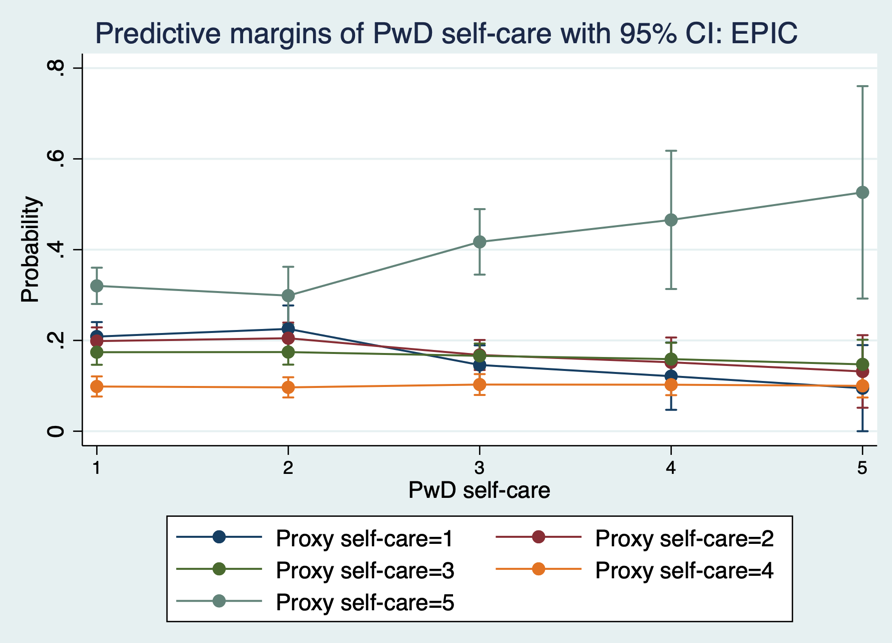 Predictive margins of PwD self-care with 95% CI: EPIC
.8
.6
.4
.2
0
Probability
1 2 3 4 5
PwD self-care
Proxy self-care=1 Proxy self-care=2
Proxy self-care=3 Proxy self-care=4
Proxy self-care=5